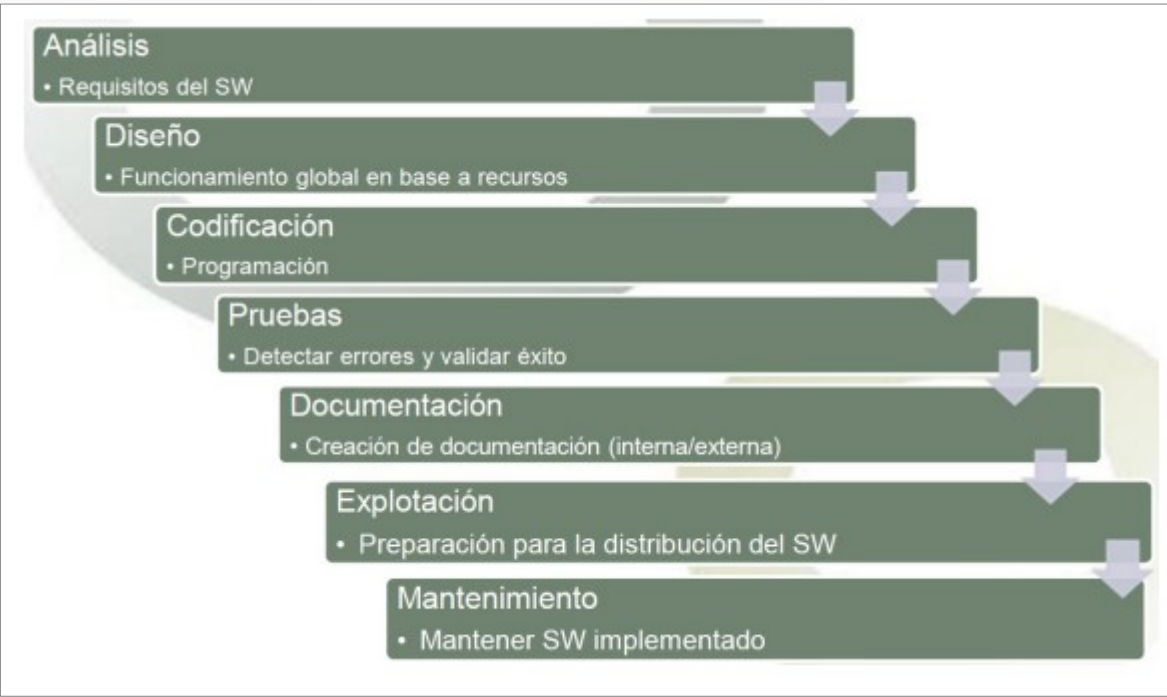 Análisis
• Requisitos del SW
Diseño
• Funcionamiento global en base a recursos
Codificación
• Programación
Pruebas
• Detectar errores y validar éxito
Documentación
• Creación de documentación (interna/externa)
Explotación
• Preparación para la distribución del SW
Mantenimiento
• Mantener SW implementado